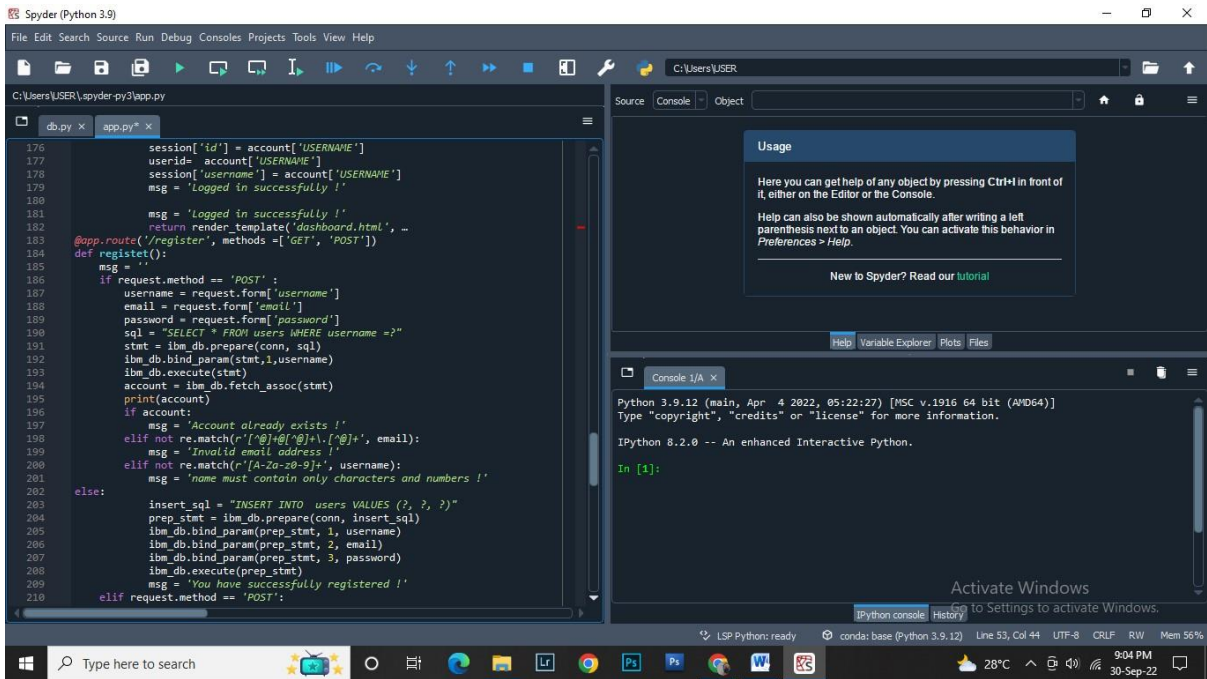 Spyder (Python 3.9)
File Edit Search Source Run Debug Consoles Projects Tools View Help
C:\Users\USER
C:\Users\USER\.spyder-py3\app.py
db.py × app.py* ×
176 session['id'] = account['USERNAME']
177 userid= account['USERNAME']
178 session['username'] = account['USERNAME']
179 msg = 'Logged in successfully !'
180
181 msg = 'Logged in successfully !'
182 return render_template('dashboard.html', …
183 @app.route('/register', methods =['GET', 'POST'])
184 def registet():
185 msg = ''
186 if request.method == 'POST' :
187 username = request.form['username']
188 email = request.form['email']
189 password = request.form['password']
190 sql = "SELECT * FROM users WHERE username =?"
191 stmt = ibm_db.prepare(conn, sql)
192 ibm_db.bind_param(stmt,1,username)
193 ibm_db.execute(stmt)
194 account = ibm_db.fetch_assoc(stmt)
195 print(account)
196 if account:
197 msg = 'Account already exists !'
198 elif not re.match(r'[^@]+@[^@]+\.[^@]+', email):
199 msg = 'Invalid email address !'
200 elif not re.match(r'[A-Za-z0-9]+', username):
201 msg = 'name must contain only characters and numbers !'
202 else:
203 insert_sql = "INSERT INTO users VALUES (?, ?, ?)"
204 prep_stmt = ibm_db.prepare(conn, insert_sql)
205 ibm_db.bind_param(prep_stmt, 1, username)
206 ibm_db.bind_param(prep_stmt, 2, email)
207 ibm_db.bind_param(prep_stmt, 3, password)
208 ibm_db.execute(prep_stmt)
209 msg = 'You have successfully registered !'
210 elif request.method == 'POST':
Source Console Object
Usage
Here you can get help of any object by pressing Ctrl+I in front of
it, either on the Editor or the Console.
Help can also be shown automatically after writing a left
parenthesis next to an object. You can activate this behavior in
Preferences > Help.
New to Spyder? Read our tutorial
Help Variable Explorer Plots Files
Console 1/A ×
Python 3.9.12 (main, Apr 4 2022, 05:22:27) [MSC v.1916 64 bit (AMD64)]
Type "copyright", "credits" or "license" for more information.
IPython 8.2.0 -- An enhanced Interactive Python.
In [1]:
Activate Windows
Go to Settings to activate Windows.
IPython console History
LSP Python: ready conda: base (Python 3.9.12) Line 53, Col 44 UTF-8 CRLF RW Mem 56%
Type here to search
Lr Ps Ps W
28°C
9:04 PM
30-Sep-22